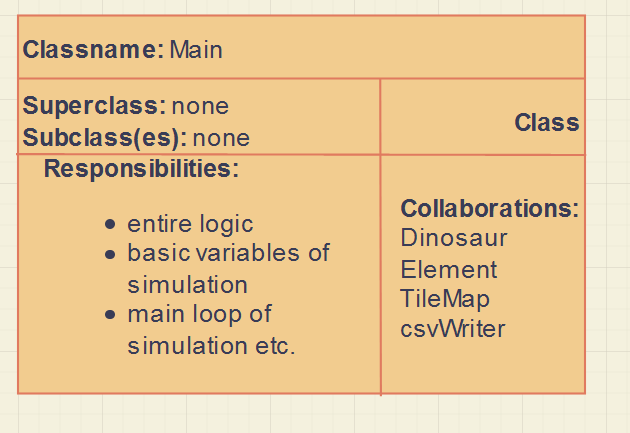 Classname: Main
Superclass: none
Subclass(es): none
Class
Responsibilities:
• entire logic
• basic variables of
simulation
• main loop of
simulation etc.
Collaborations:
Dinosaur
Element
TileMap
csvWriter